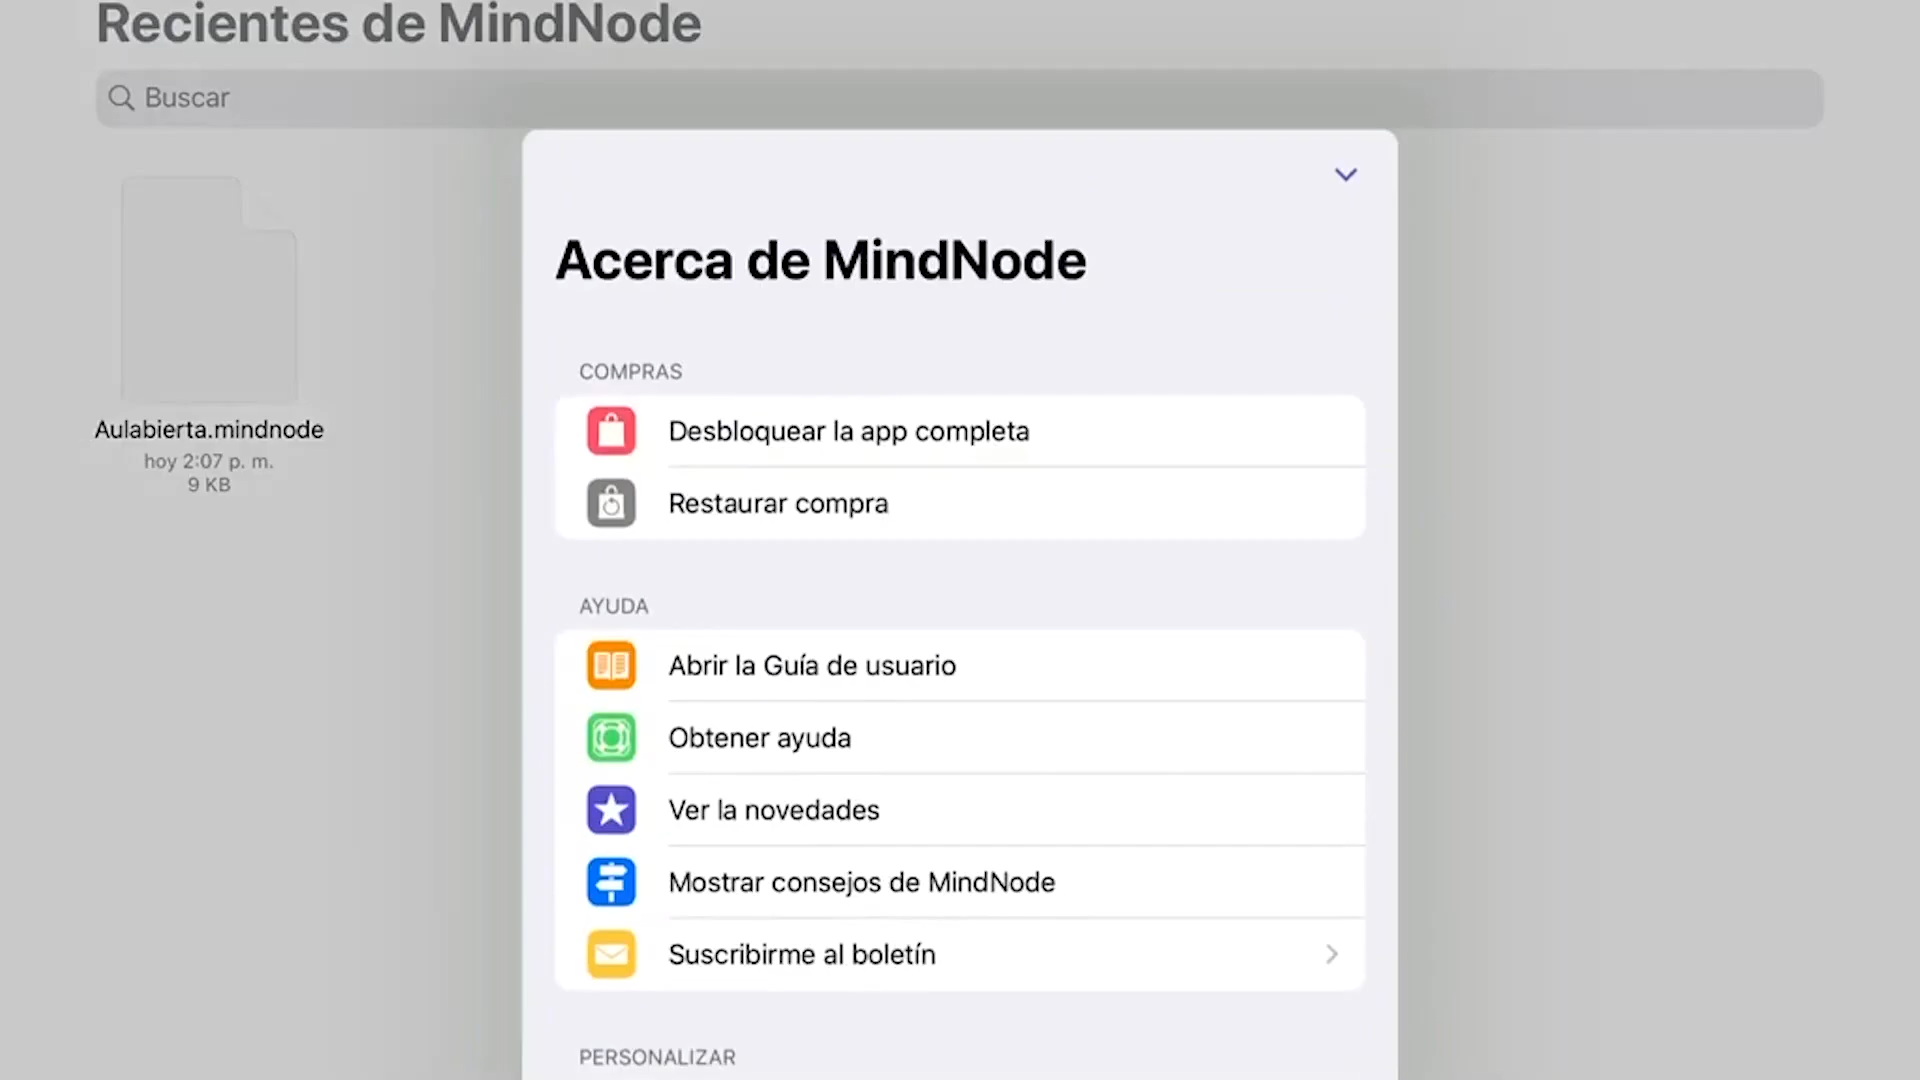 Recientes de MindNode
Buscar
Aulabierta.mindnode
hoy 2:07 p. m.
9 KB
Acerca de MindNode
COMPRAS
Desbloquear la app completa
Restaurar compra
AYUDA
Abrir la Guía de usuario
Obtener ayuda
Ver la novedades
Mostrar consejos de MindNode
Suscribirme al boletín
PERSONALIZAR